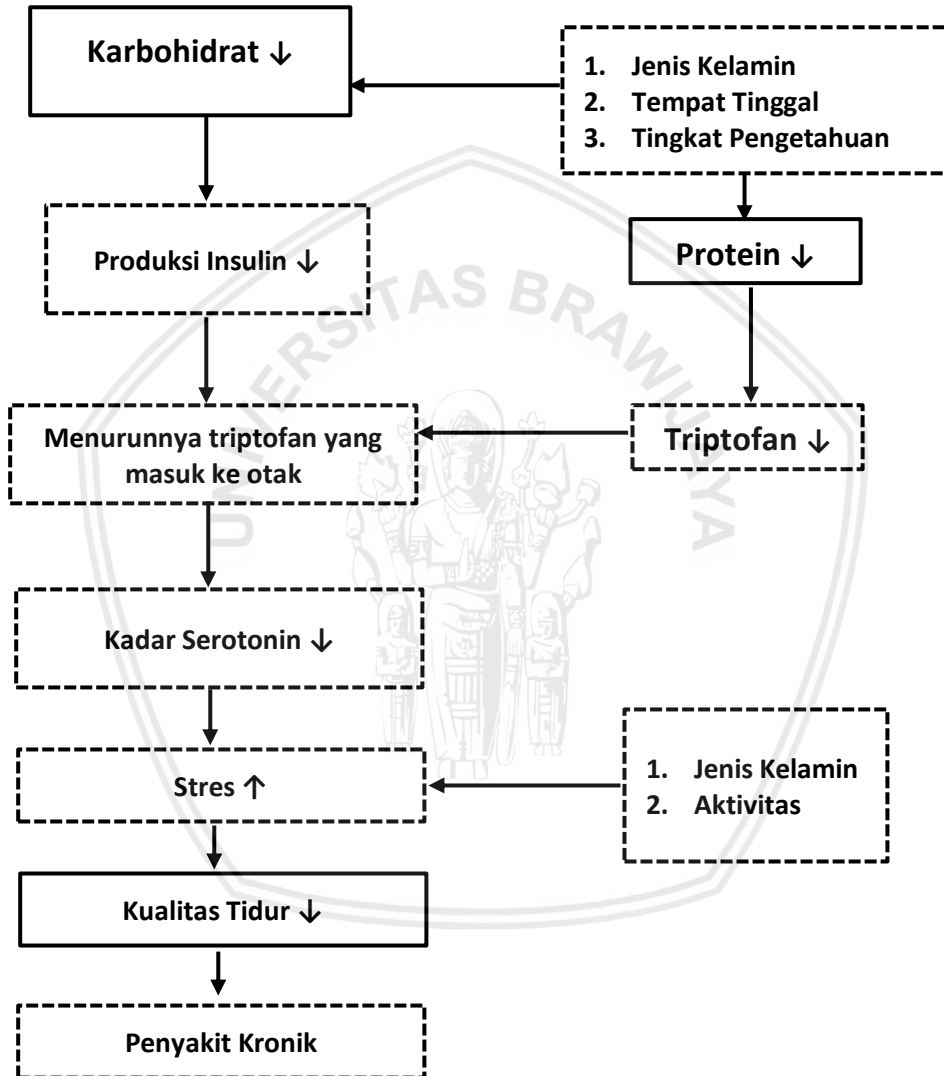 Karbohidrat ↓
1. Jenis Kelamin
2. Tempat Tinggal
3. Tingkat Pengetahuan
Produksi Insulin ↓
Protein ↓
UNIVERSITAS BRAWIJAYA
Menurunnya triptofan yang
masuk ke otak
Triptofan ↓
Kadar Serotonin ↓
Stres ↑
1. Jenis Kelamin
2. Aktivitas
Kualitas Tidur ↓
Penyakit Kronik